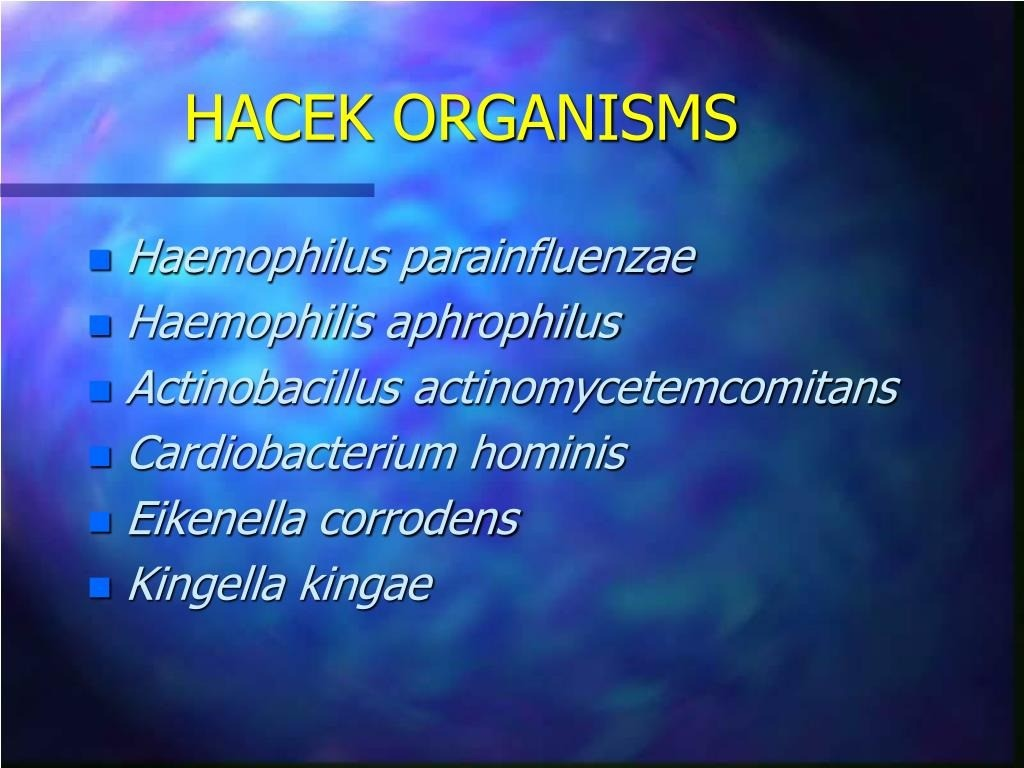 HACEK ORGANISMS
Haemophilus parainfluenzae
Haemophilis aphrophilus
Actinobacillus actinomycetemcomitans
Cardiobacterium hominis
Eikenella corrodens
Kingella kingae